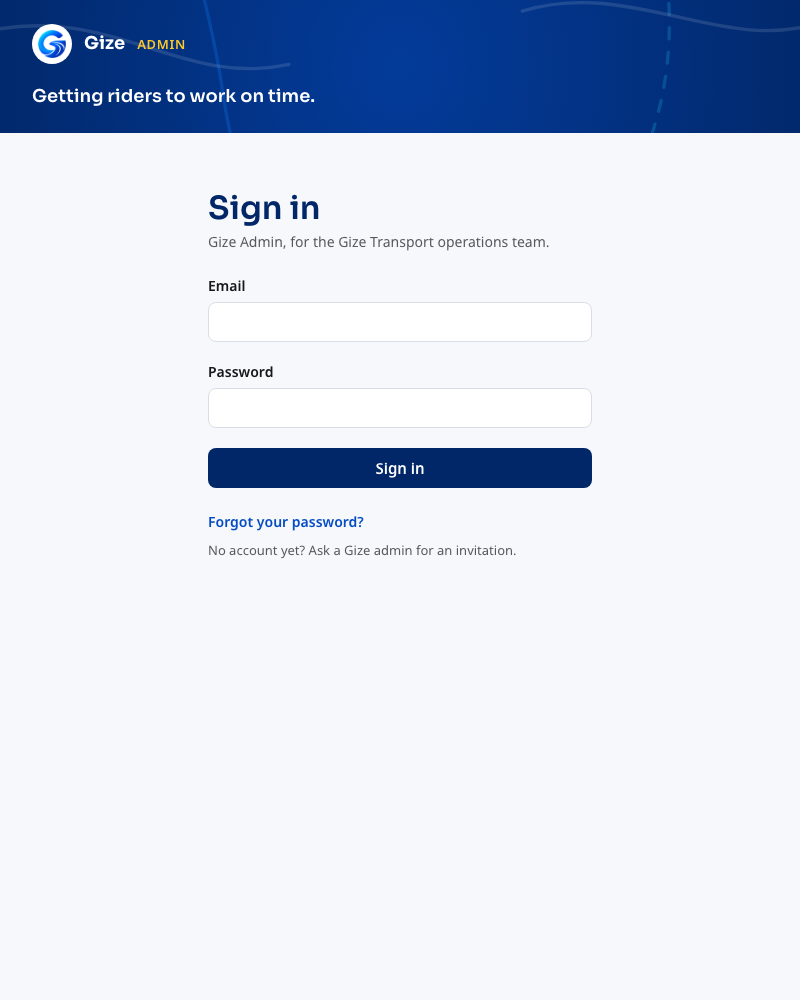 Gize ADMIN
Getting riders to work on time.
Sign in
Gize Admin, for the Gize Transport operations team.
Email
Password
Sign in
Forgot your password?
No account yet? Ask a Gize admin for an invitation.